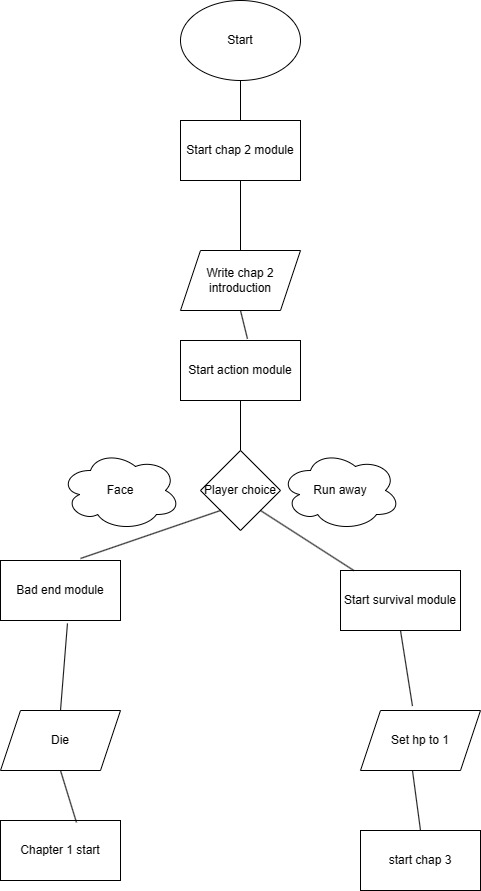 Start
Start chap 2 module
Write chap 2
introduction
Start action module
Face
Player choice
Run away
Bad end module
Start survival module
Die
Set hp to 1
Chapter 1 start
start chap 3